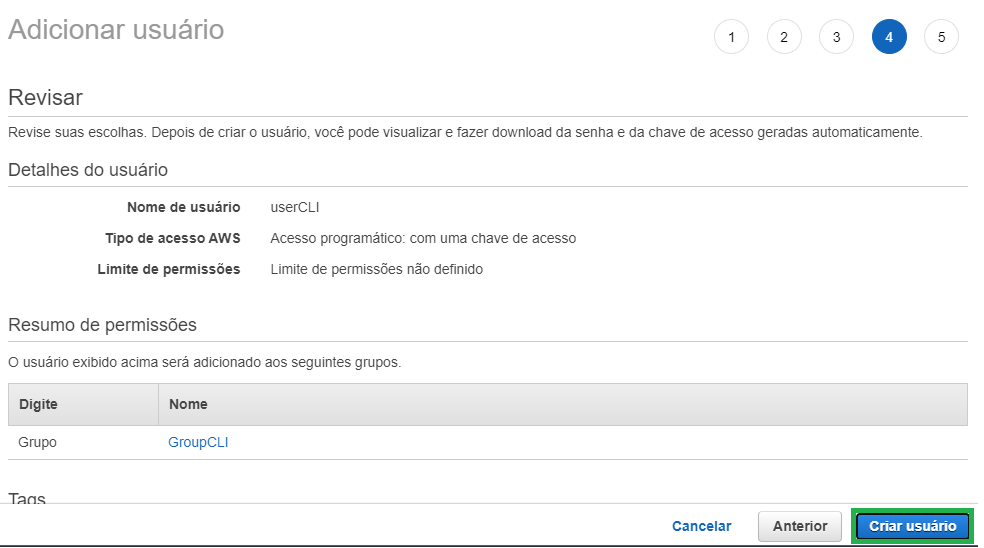 Adicionar usuário
1 2 3 4 5
Revisar
Revise suas escolhas. Depois de criar o usuário, você pode visualizar e fazer download da senha e da chave de acesso geradas automaticamente.
Detalhes do usuário
Nome de usuário userCLI
Tipo de acesso AWS Acesso programático: com uma chave de acesso
Limite de permissões Limite de permissões não definido
Resumo de permissões
O usuário exibido acima será adicionado aos seguintes grupos.
Digite Nome
Grupo GroupCLI
Tags
Cancelar Anterior Criar usuário